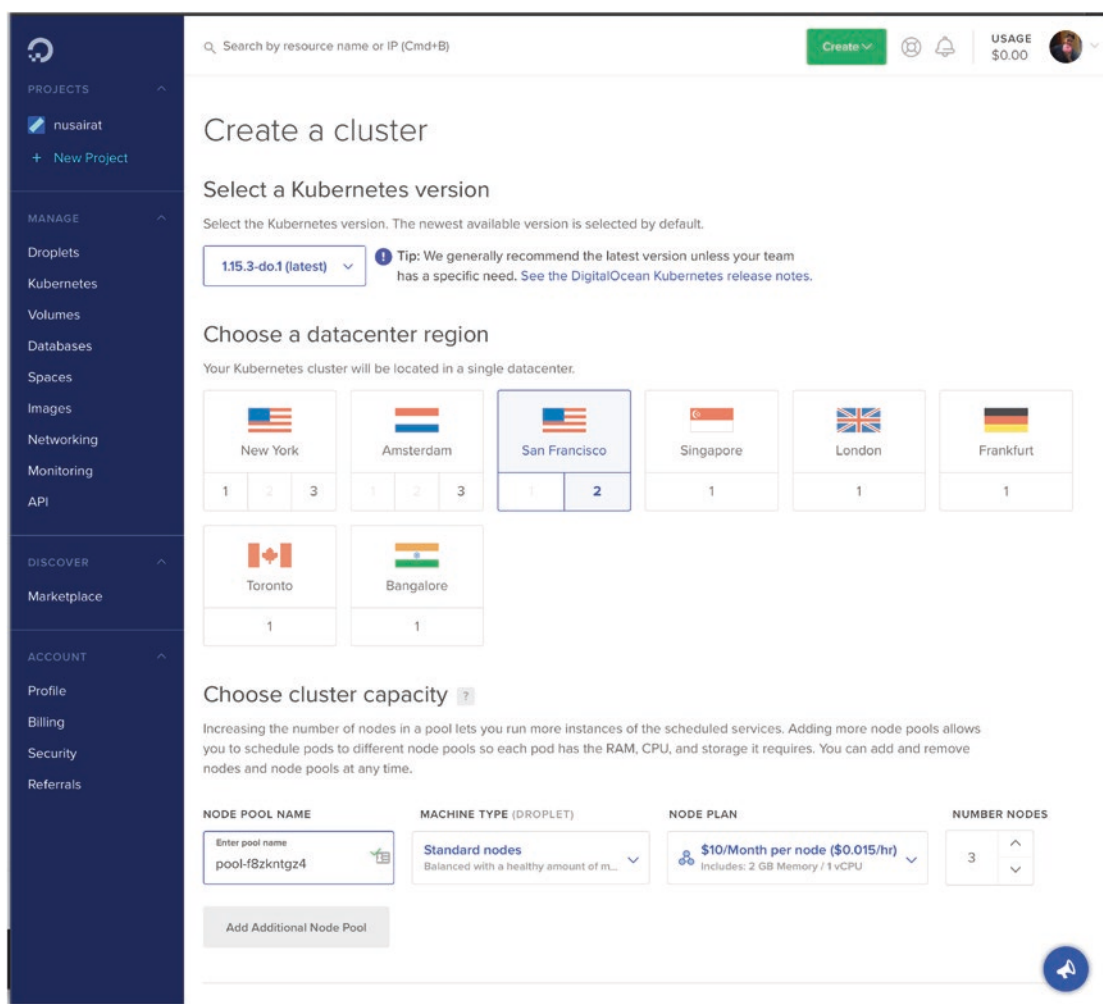 Search by resource name or IP (Cmd+B)
Create
USAGE
$0.00
PROJECTS
nusairat
+ New Project
MANAGE
Droplets
Kubernetes
Volumes
Databases
Spaces
Images
Networking
Monitoring
API
DISCOVER
Marketplace
ACCOUNT
Profile
Billing
Security
Referrals
Create a cluster
Select a Kubernetes version
Select the Kubernetes version. The newest available version is selected by default.
1.15.3-do.1 (latest)
! Tip: We generally recommend the latest version unless your team
has a specific need. See the DigitalOcean Kubernetes release notes.
Choose a datacenter region
Your Kubernetes cluster will be located in a single datacenter.
New York
1 2 3
Amsterdam
1 2 3
San Francisco
1 2
Singapore
1
London
1
Frankfurt
1
Toronto
1
Bangalore
1
Choose cluster capacity ?
Increasing the number of nodes in a pool lets you run more instances of the scheduled services. Adding more node pools allows
you to schedule pods to different node pools so each pod has the RAM, CPU, and storage it requires. You can add and remove
nodes and node pools at any time.
NODE POOL NAME
Enter pool name
pool-f8zkntgz4
MACHINE TYPE (DROPLET)
Standard nodes
Balanced with a healthy amount of m...
NODE PLAN
$10/Month per node ($0.015/hr)
Includes: 2 GB Memory / 1 vCPU
NUMBER NODES
3
Add Additional Node Pool